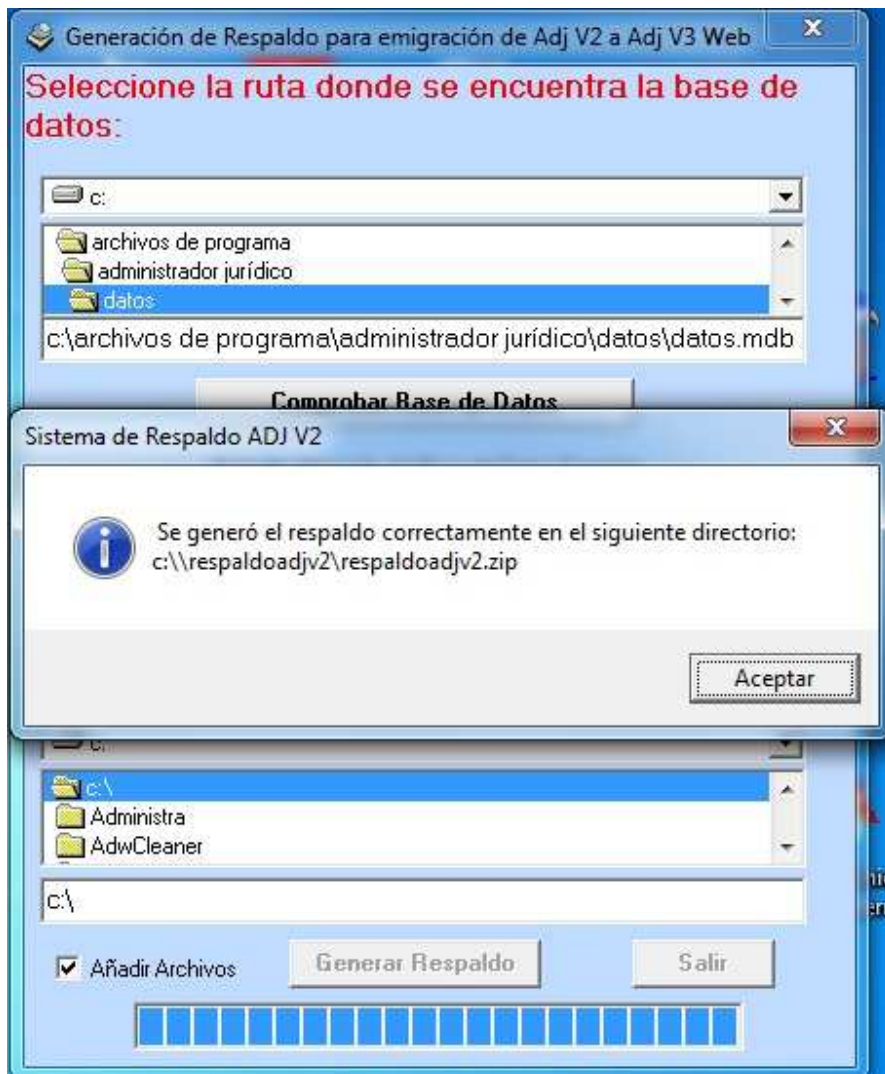 Generación de Respaldo para emigración de Adj V2 a Adj V3 Web
Seleccione la ruta donde se encuentra la base de
datos:
c:
archivos de programa
administrador jurídico
datos
c:\archivos de programa\administrador jurídico\datos\datos.mdb
Comprobar Base de Datos
Sistema de Respaldo ADJ V2
Se generó el respaldo correctamente en el siguiente directorio:
c:\\respaldoadjv2\respaldoadjv2.zip
Aceptar
c:
c:\
Administra
AdwCleaner
c:\
Añadir Archivos Generar Respaldo Salir